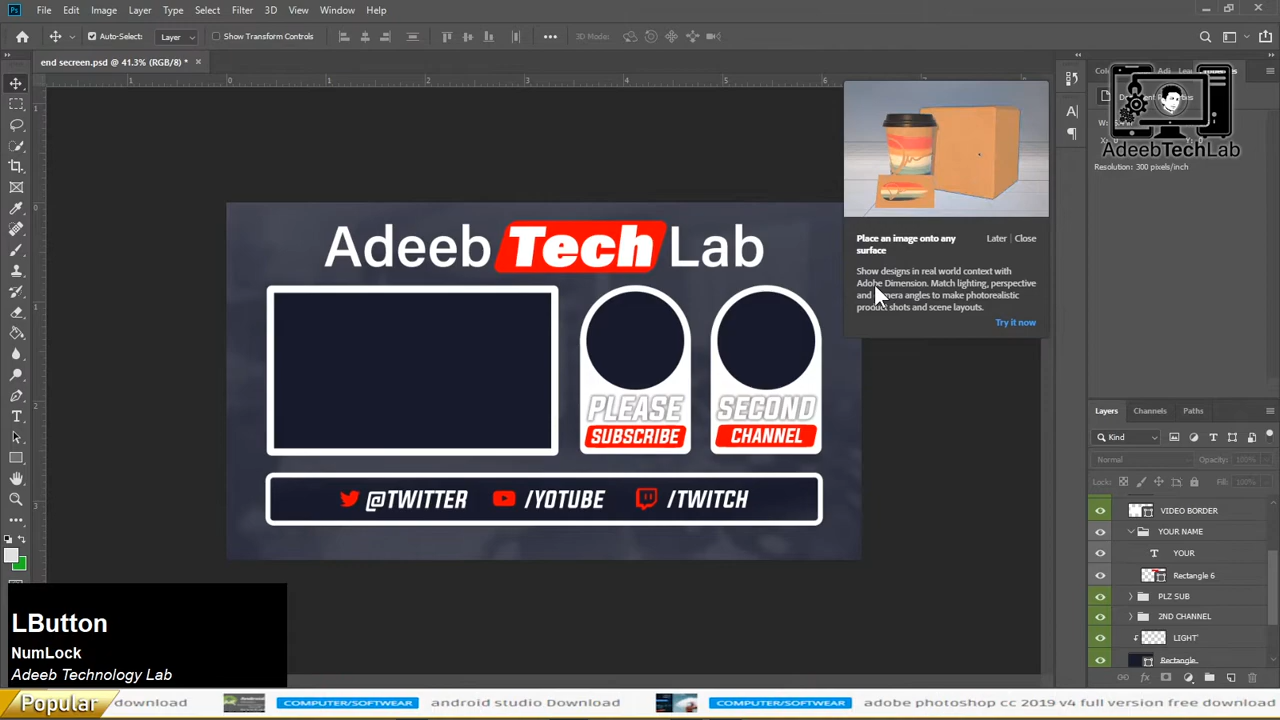 Ps File Edit Image Layer Type Select Filter 3D View Window Help
Auto-Select: Layer Show Transform Controls 3D Mode:
end secreen.psd @ 41.3% (RGB/8) *
AdeebTechLab
Resolution: 300 pixels/inch
Place an image onto any
surface
Later | Close
Show designs in real world context with
Adobe Dimension. Match lighting, perspective
and camera angles to make photorealistic
product shots and scene layouts.
Try it now
Adeeb Tech Lab
PLEASE
SUBSCRIBE
SECOND
CHANNEL
@TWITTER /YOTUBE /TWITCH
Layers Channels Paths
Kind
Normal Opacity: 100%
Locks: Fill: 100%
VIDEO BORDER
YOUR NAME
T YOUR
Rectangle 6
PLZ SUB
2ND CHANNEL
LIGHT'
Rectangle
LButton
NumLock
Adeeb Technology Lab
Popular download COMPUTER/SOFTWEAR android studio Download COMPUTER/SOFTWEAR adobe photoshop cc 2019 v4 full version free download